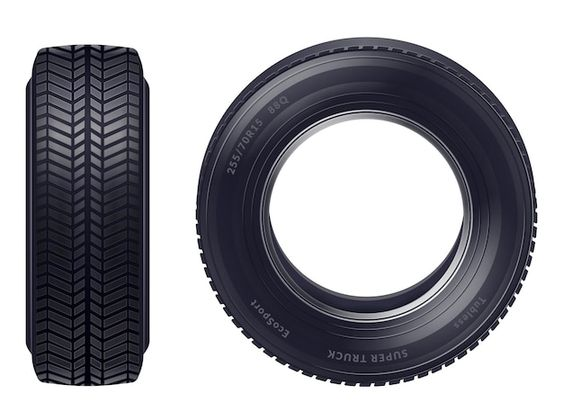 255/70R15 88Q
EcoSport
SUPER TRUCK
Tubless